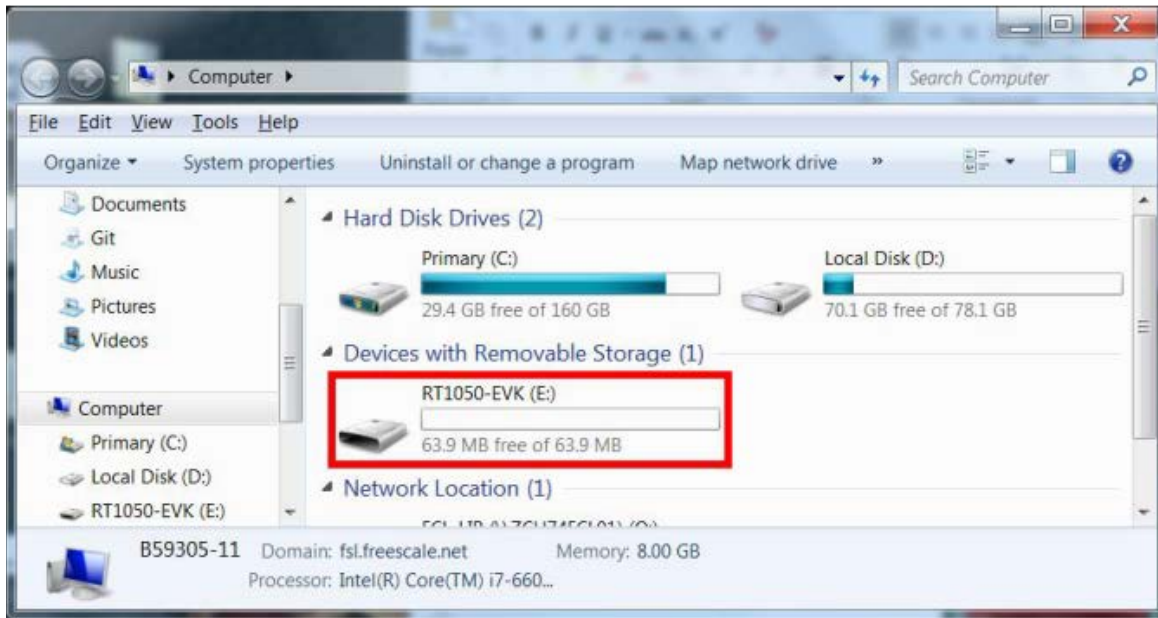 Computer
Search Computer
File Edit View Tools Help
Organize System properties Uninstall or change a program Map network drive »
Documents
Git
Music
Pictures
Videos
Computer
Primary (C:)
Local Disk (D:)
RT1050-EVK (E:)
Hard Disk Drives (2)
Primary (C:)
29.4 GB free of 160 GB
Local Disk (D:)
70.1 GB free of 78.1 GB
Devices with Removable Storage (1)
RT1050-EVK (E:)
63.9 MB free of 63.9 MB
Network Location (1)
B59305-11 Domain: fsl.freescale.net Memory: 8.00 GB
Processor: Intel(R) Core(TM) i7-660...